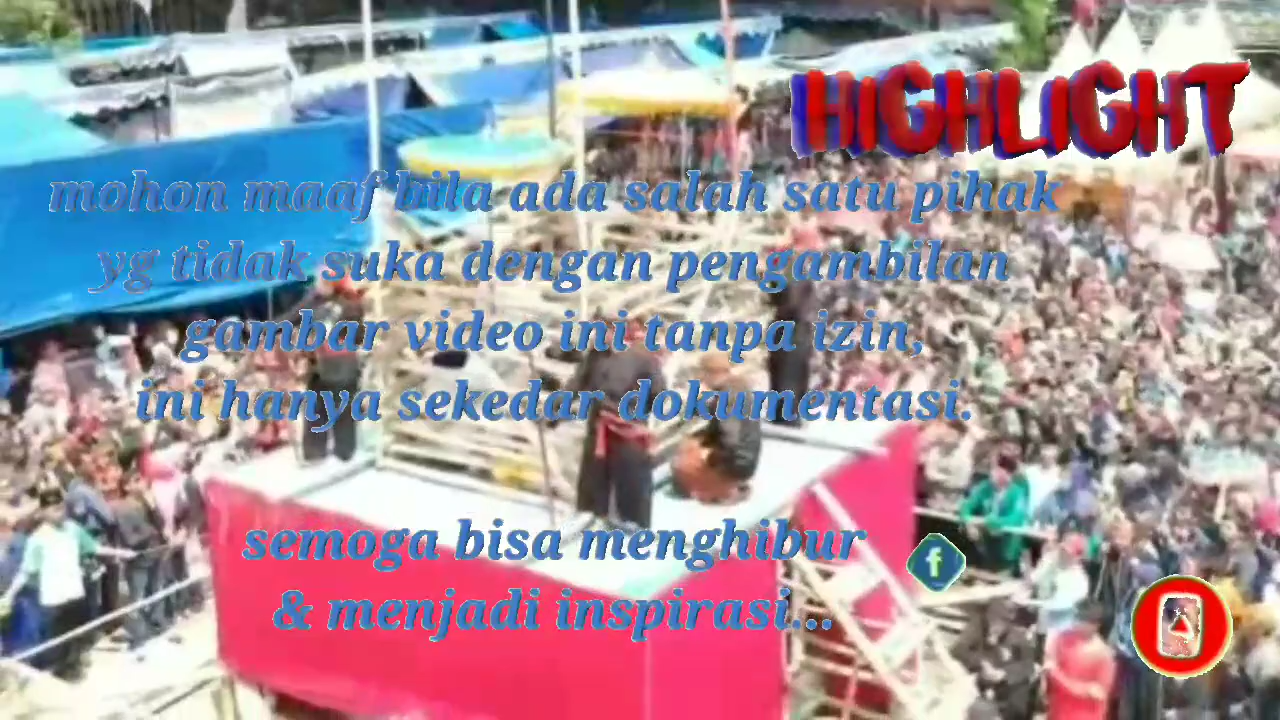 HiGHLiGHT
mohon maaf bila ada salah satu pihak
yg tidak suka dengan pengambilan
gambar video ini tanpa izin,
ini hanya sekedar dokumentasi.
semoga bisa menghibur
& menjadi inspirasi...
f